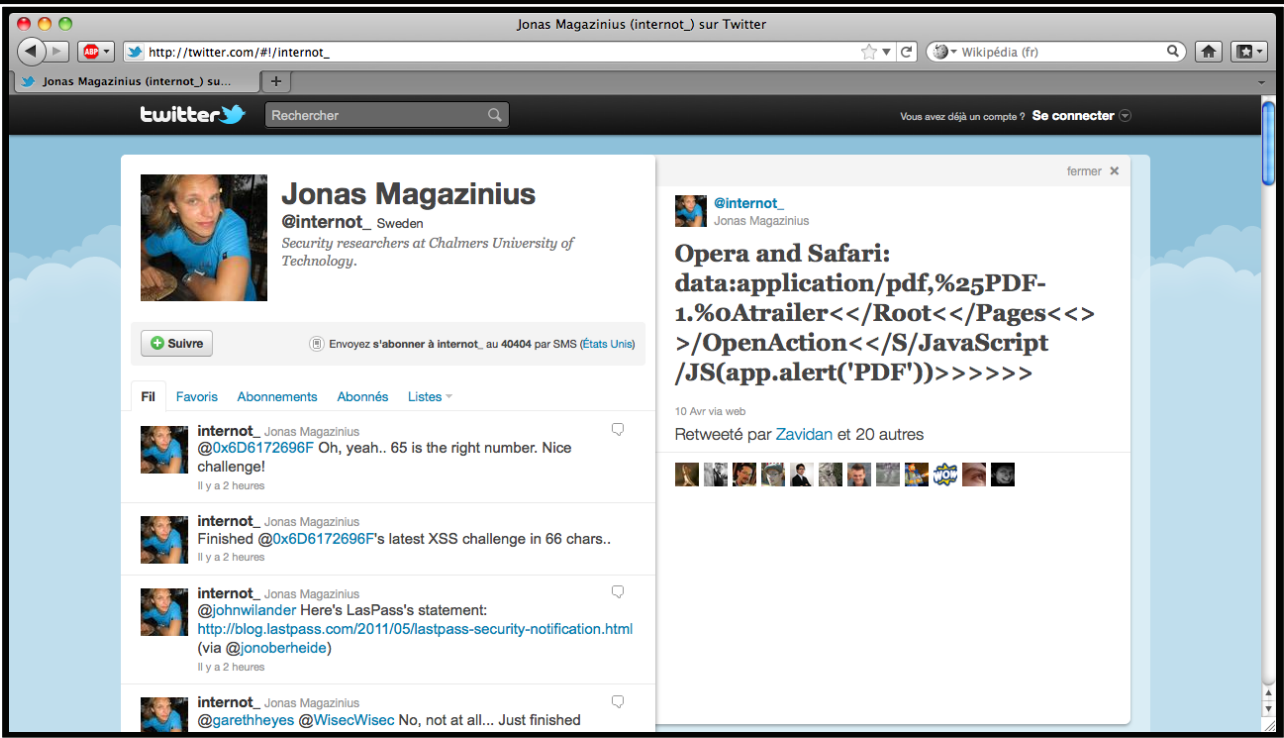 Jonas Magazinius (internot_) sur Twitter
ABP
http://twitter.com/#!/internot_
Wikipédia (fr)
Jonas Magazinius (internot_) su...
twitter
Rechercher
Vous avez déjà un compte ? Se connecter
Jonas Magazinius
@internot_ Sweden
Security researchers at Chalmers University of
Technology.
Suivre
Envoyez s'abonner à internot_ au 40404 par SMS (États Unis)
Fil Favoris Abonnements Abonnés Listes
internot_ Jonas Magazinius
@0x6D6172696F Oh, yeah.. 65 is the right number. Nice
challenge!
Il y a 2 heures
internot_ Jonas Magazinius
Finished @0x6D6172696F's latest XSS challenge in 66 chars..
Il y a 2 heures
internot_ Jonas Magazinius
@johnwilander Here's LasPass's statement:
http://blog.lastpass.com/2011/05/lastpass-security-notification.html
(via @jonoberheide)
Il y a 2 heures
internot_ Jonas Magazinius
@garethheyes @WisecWisec No, not at all... Just finished
fermer
@internot_
Jonas Magazinius
Opera and Safari:
data:application/pdf,%25PDF-
1.%0Atrailer<</Root<</Pages<<>
>/OpenAction<</S/JavaScript
/JS(app.alert('PDF'))>>>>>>
10 Avr via web
Retweeté par Zavidan et 20 autres
WOW